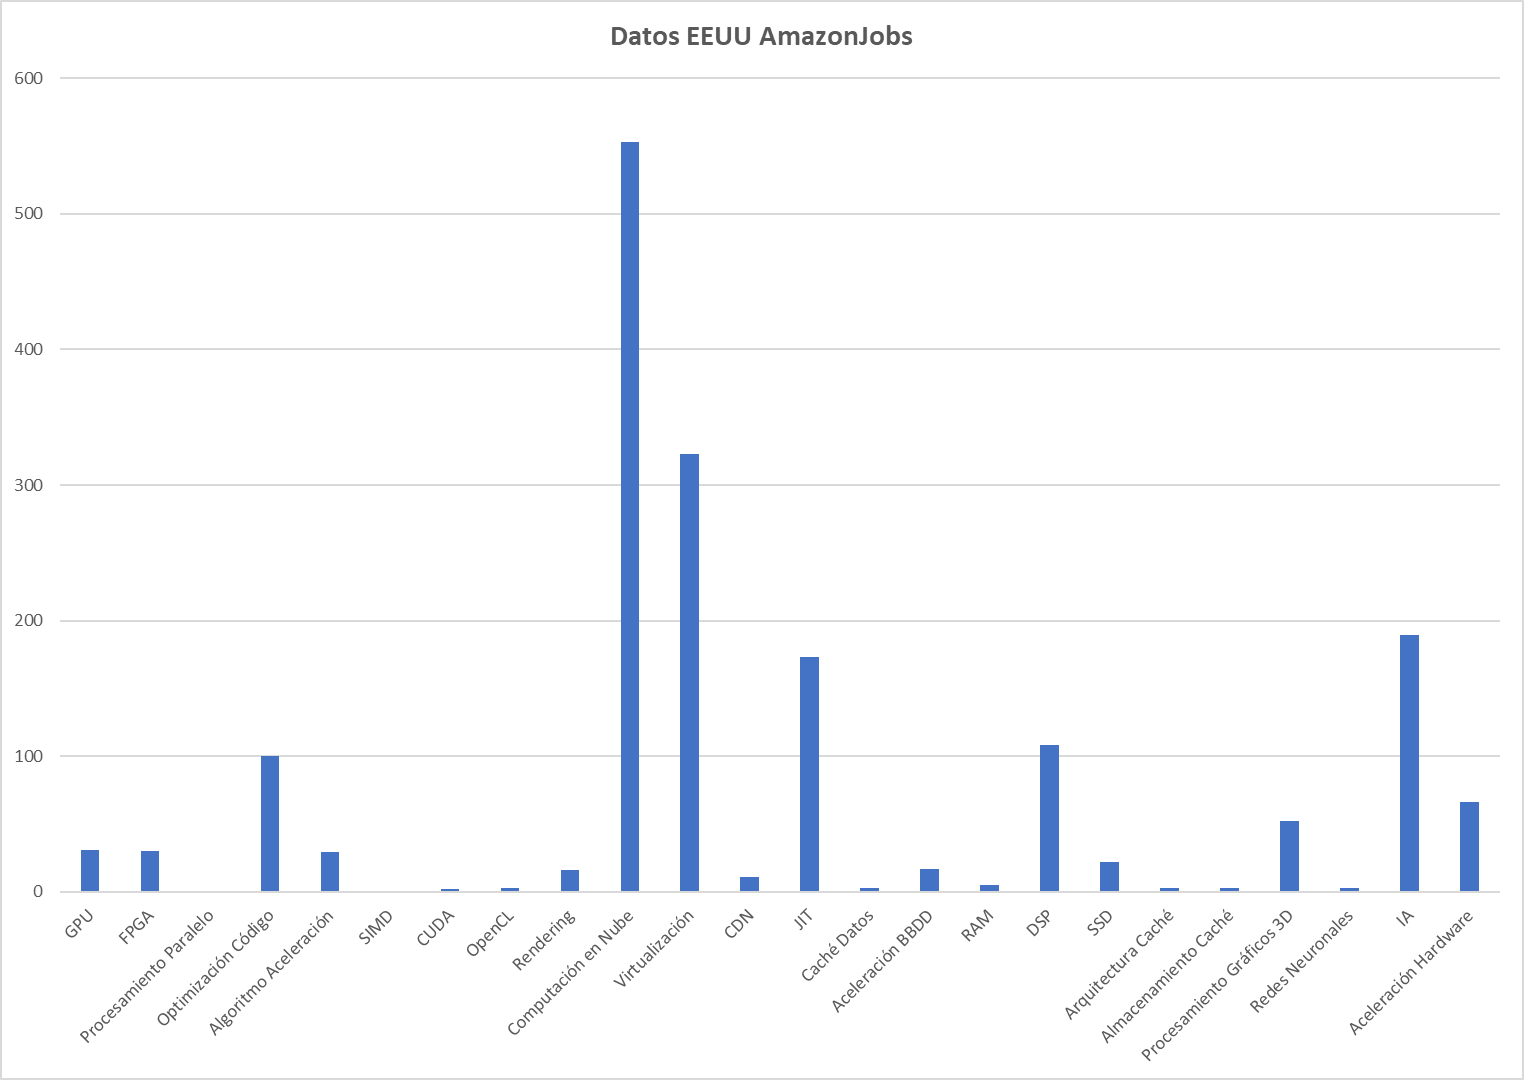 Datos EEUU AmazonJobs
600
500
400
300
200
100
0
GPU
FPGA
Procesamiento Paralelo
Optimización Código
Algoritmo Aceleración
SIMD
CUDA
OpenCL
Rendering
Computación en Nube
Virtualización
CDN
JIT
Caché Datos
Aceleración BBDD
RAM
DSP
SSD
Arquitectura Caché
Almacenamiento Caché
Procesamiento Gráficos 3D
Redes Neuronales
IA
Aceleración Hardware